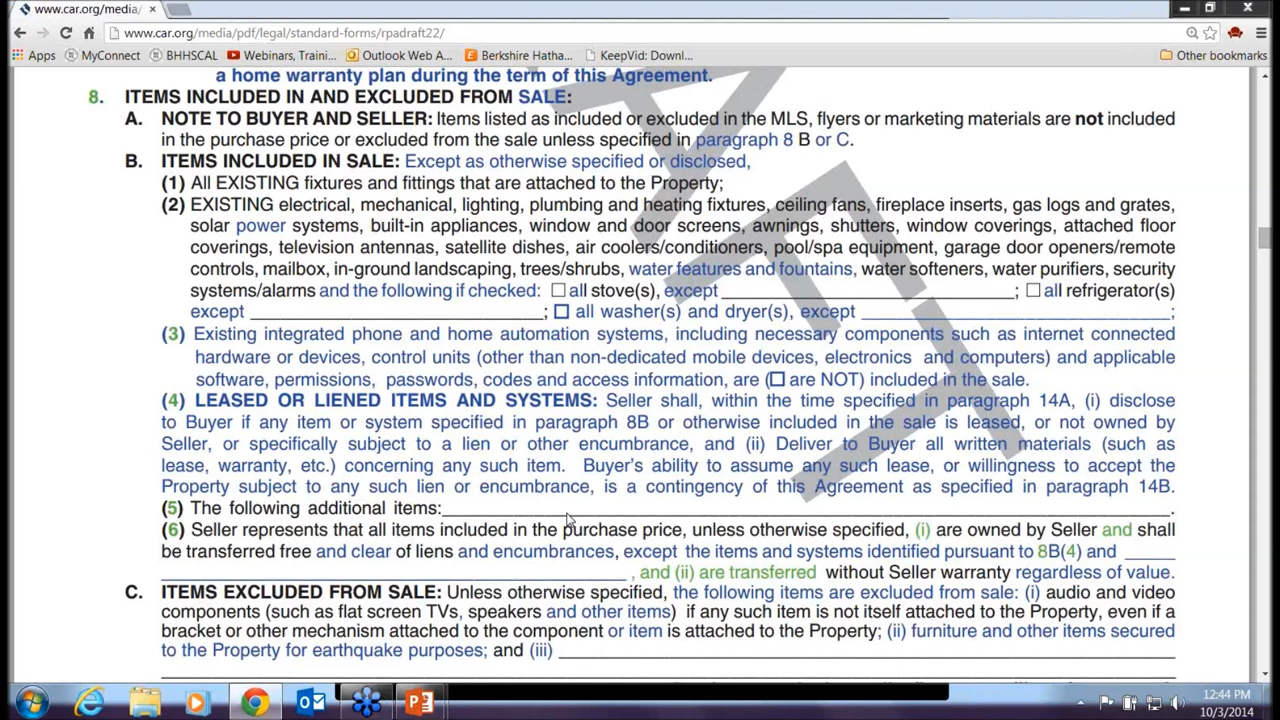 www.car.org/media/
www.car.org/media/pdf/legal/standard-forms/rpadraft22/
Apps MyConnect BHHSCAL Webinars, Traini... Outlook Web A... Berkshire Hatha... KeepVid: Downl... Other bookmarks
a home warranty plan during the term of this Agreement.
8. ITEMS INCLUDED IN AND EXCLUDED FROM SALE:
A. NOTE TO BUYER AND SELLER: Items listed as included or excluded in the MLS, flyers or marketing materials are not included
in the purchase price or excluded from the sale unless specified in paragraph 8 B or C.
B. ITEMS INCLUDED IN SALE: Except as otherwise specified or disclosed,
(1) All EXISTING fixtures and fittings that are attached to the Property;
(2) EXISTING electrical, mechanical, lighting, plumbing and heating fixtures, ceiling fans, fireplace inserts, gas logs and grates,
solar power systems, built-in appliances, window and door screens, awnings, shutters, window coverings, attached floor
coverings, television antennas, satellite dishes, air coolers/conditioners, pool/spa equipment, garage door openers/remote
controls, mailbox, in-ground landscaping, trees/shrubs, water features and fountains, water softeners, water purifiers, security
systems/alarms and the following if checked: ☐ all stove(s), except ____________; ☐ all refrigerator(s)
except ____________; ☐ all washer(s) and dryer(s), except ____________;
(3) Existing integrated phone and home automation systems, including necessary components such as internet connected
hardware or devices, control units (other than non-dedicated mobile devices, electronics and computers) and applicable
software, permissions, passwords, codes and access information, are (☐ are NOT) included in the sale.
(4) LEASED OR LIENED ITEMS AND SYSTEMS: Seller shall, within the time specified in paragraph 14A, (i) disclose
to Buyer if any item or system specified in paragraph 8B or otherwise included in the sale is leased, or not owned by
Seller, or specifically subject to a lien or other encumbrance, and (ii) Deliver to Buyer all written materials (such as
lease, warranty, etc.) concerning any such item. Buyer's ability to assume any such lease, or willingness to accept the
Property subject to any such lien or encumbrance, is a contingency of this Agreement as specified in paragraph 14B.
(5) The following additional items:____________.
(6) Seller represents that all items included in the purchase price, unless otherwise specified, (i) are owned by Seller and shall
be transferred free and clear of liens and encumbrances, except the items and systems identified pursuant to 8B(4) and _____
____________ , and (ii) are transferred without Seller warranty regardless of value.
C. ITEMS EXCLUDED FROM SALE: Unless otherwise specified, the following items are excluded from sale: (i) audio and video
components (such as flat screen TVs, speakers and other items) if any such item is not itself attached to the Property, even if a
bracket or other mechanism attached to the component or item is attached to the Property; (ii) furniture and other items secured
to the Property for earthquake purposes; and (iii) ____________
12:44 PM
10/3/2014